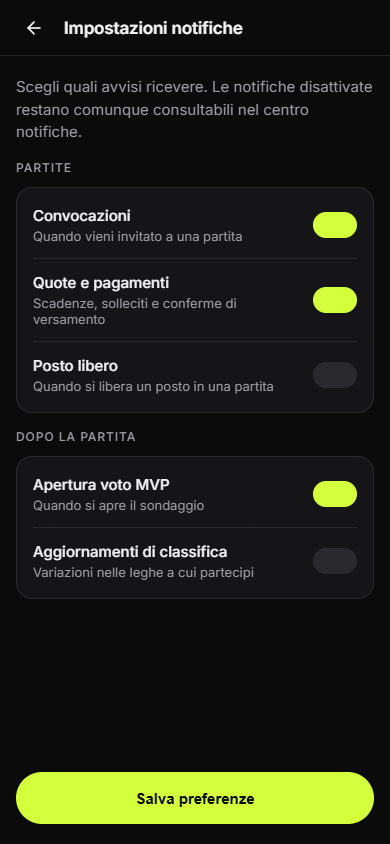 Impostazioni notifiche
Scegli quali avvisi ricevere. Le notifiche disattivate
restano comunque consultabili nel centro
notifiche.
PARTITE
Convocazioni
Quando vieni invitato a una partita
Quote e pagamenti
Scadenze, solleciti e conferme di
versamento
Posto libero
Quando si libera un posto in una partita
DOPO LA PARTITA
Apertura voto MVP
Quando si apre il sondaggio
Aggiornamenti di classifica
Variazioni nelle leghe a cui partecipi
Salva preferenze